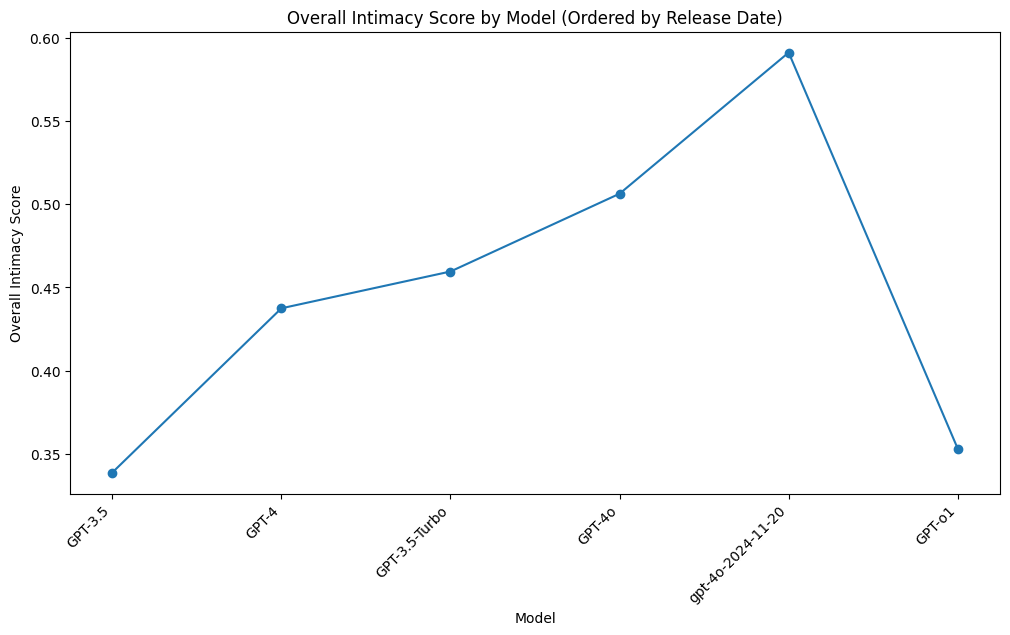 Overall Intimacy Score by Model (Ordered by Release Date)
0.60
0.55
0.50
0.45
0.40
0.35
Overall Intimacy Score
GPT-3.5
GPT-4
GPT-3.5-Turbo
GPT-4o
gpt-4o-2024-11-20
GPT-o1
Model